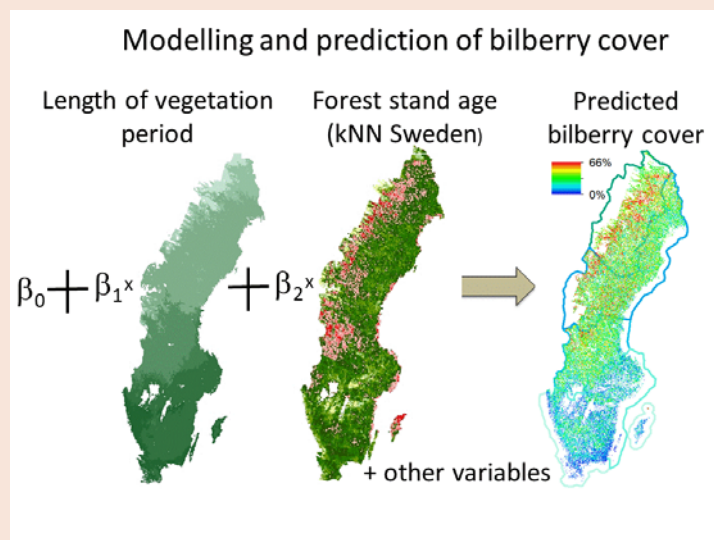 Modelling and prediction of bilberry cover
Length of vegetation
period
Forest stand age
(kNN Sweden)
Predicted
bilberry cover
66%
0%
β₀+β₁x
+β₂x
+ other variables